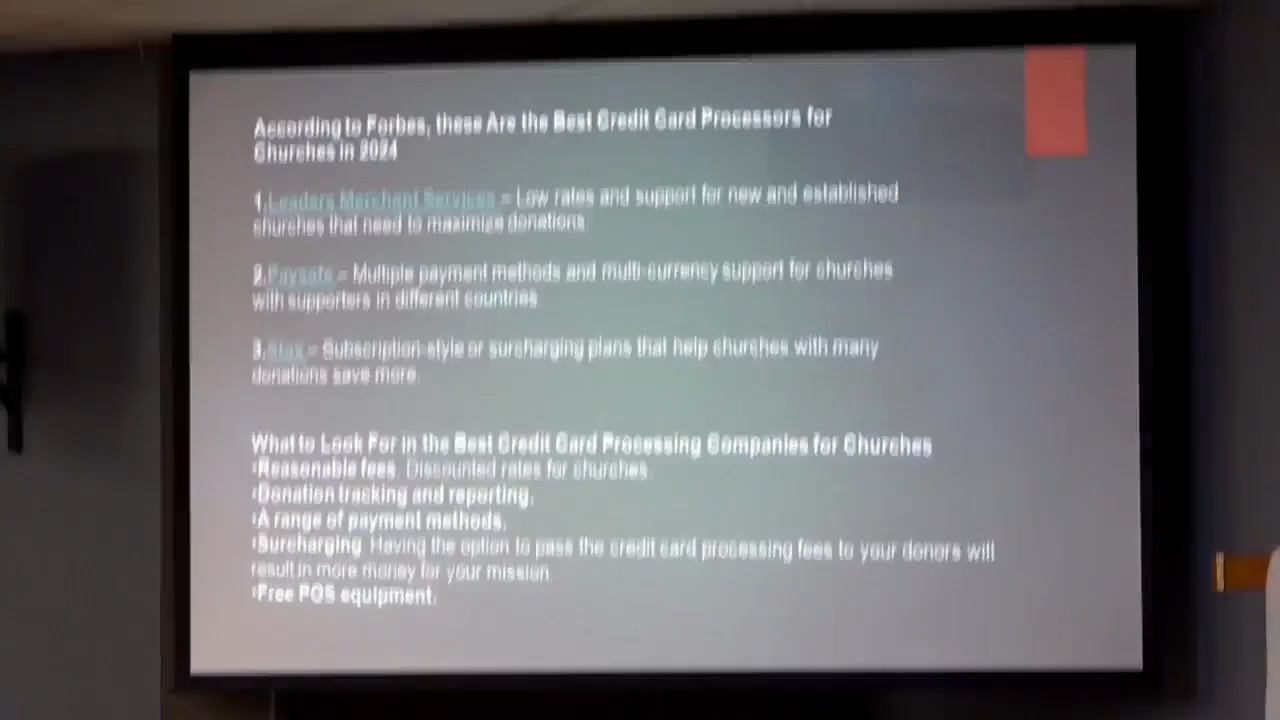 According to Forbes, these Are the Best Credit Card Processors for
Churches in 2024
1.Leaders Merchant Services – Low rates and support for new and established
churches that need to maximize donations
2.Paysafe – Multiple payment methods and multi-currency support for churches
with supporters in different countries
3.Stax – Subscription-style or surcharging plans that help churches with many
donations save more.
What to Look For in the Best Credit Card Processing Companies for Churches
•Reasonable fees. Discounted rates for churches.
•Donation tracking and reporting.
•A range of payment methods.
•Surcharging. Having the option to pass the credit card processing fees to your donors will
result in more money for your mission.
•Free POS equipment.